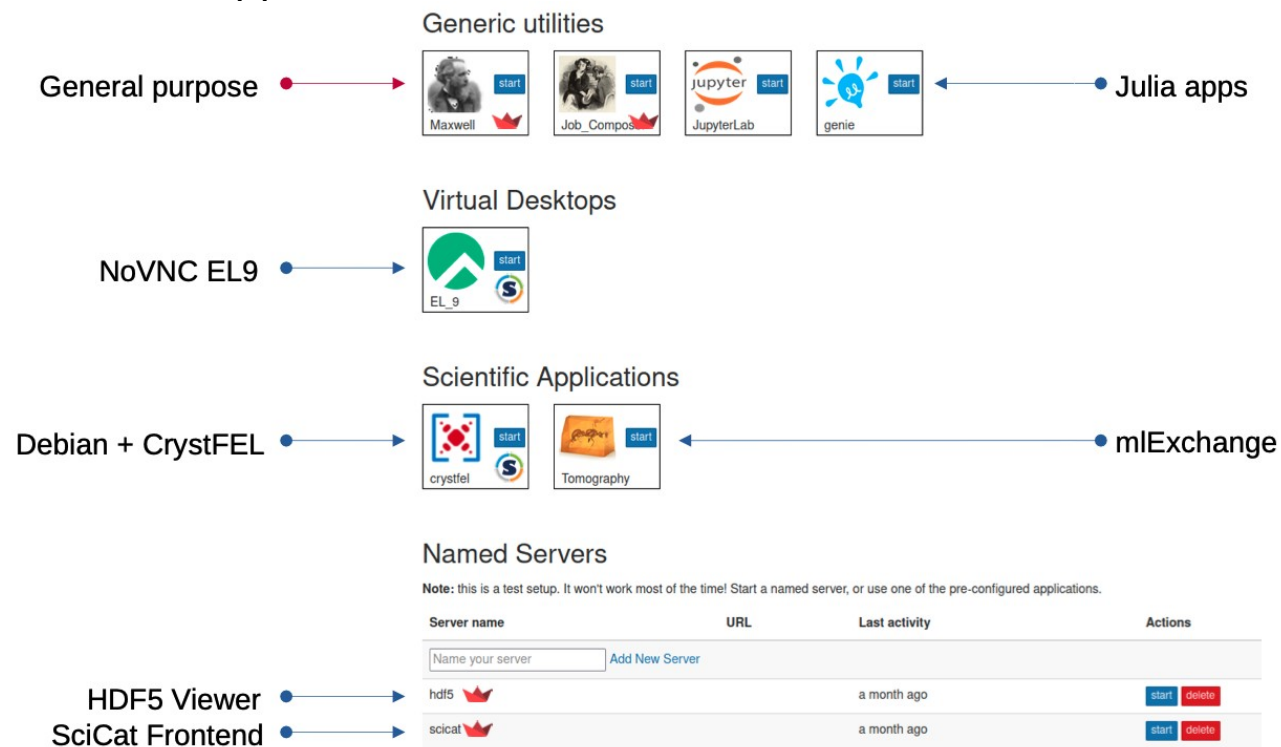 Generic utilities
General purpose
start
start
jupyter
start
start
Julia apps
Maxwell
Job_Compos
JupyterLab
genie
Virtual Desktops
NoVNC EL9
start
S
EL_9
Scientific Applications
Debian + CrystFEL
start
start
mlExchange
S
crystfel
Tomography
Named Servers
Note: this is a test setup. It won't work most of the time! Start a named server, or use one of the pre-configured applications.
Server name URL Last activity Actions
Name your server Add New Server
HDF5 Viewer hdf5 a month ago start delete
SciCat Frontend scicat a month ago start delete